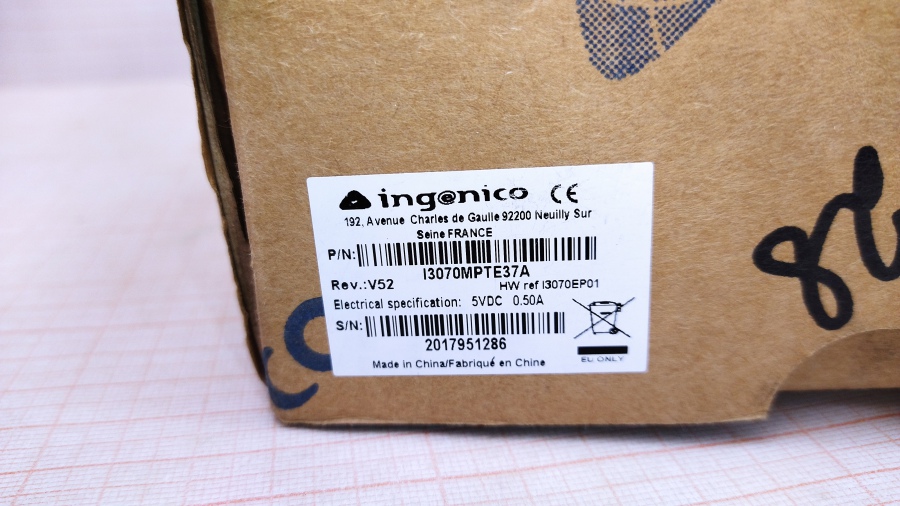 ingenico CE
192, Avenue Charles de Gaulle 92200 Neuilly Sur
Seine FRANCE
P/N:
I3070MPTE37A
Rev.:V52 HW ref I3070EP01
Electrical specification: 5VDC 0.50A
S/N:
2017951286
EU ONLY
Made in China/Fabriqué en Chine